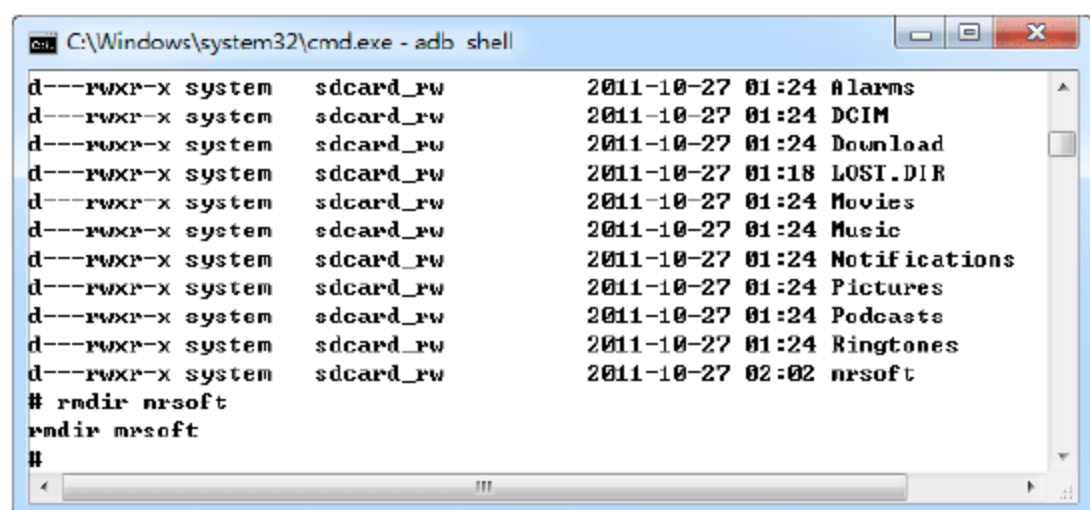 C:\Windows\system32\cmd.exe - adb shell
d---rwxr-x system sdcard_rw 2011-10-27 01:24 Alarms
d---rwxr-x system sdcard_rw 2011-10-27 01:24 DCIM
d---rwxr-x system sdcard_rw 2011-10-27 01:24 Download
d---rwxr-x system sdcard_rw 2011-10-27 01:18 LOST.DIR
d---rwxr-x system sdcard_rw 2011-10-27 01:24 Movies
d---rwxr-x system sdcard_rw 2011-10-27 01:24 Music
d---rwxr-x system sdcard_rw 2011-10-27 01:24 Notifications
d---rwxr-x system sdcard_rw 2011-10-27 01:24 Pictures
d---rwxr-x system sdcard_rw 2011-10-27 01:24 Podcasts
d---rwxr-x system sdcard_rw 2011-10-27 01:24 Ringtones
d---rwxr-x system sdcard_rw 2011-10-27 02:02 mrsoft
# rmdir mrsoft
rmdir mrsoft
#